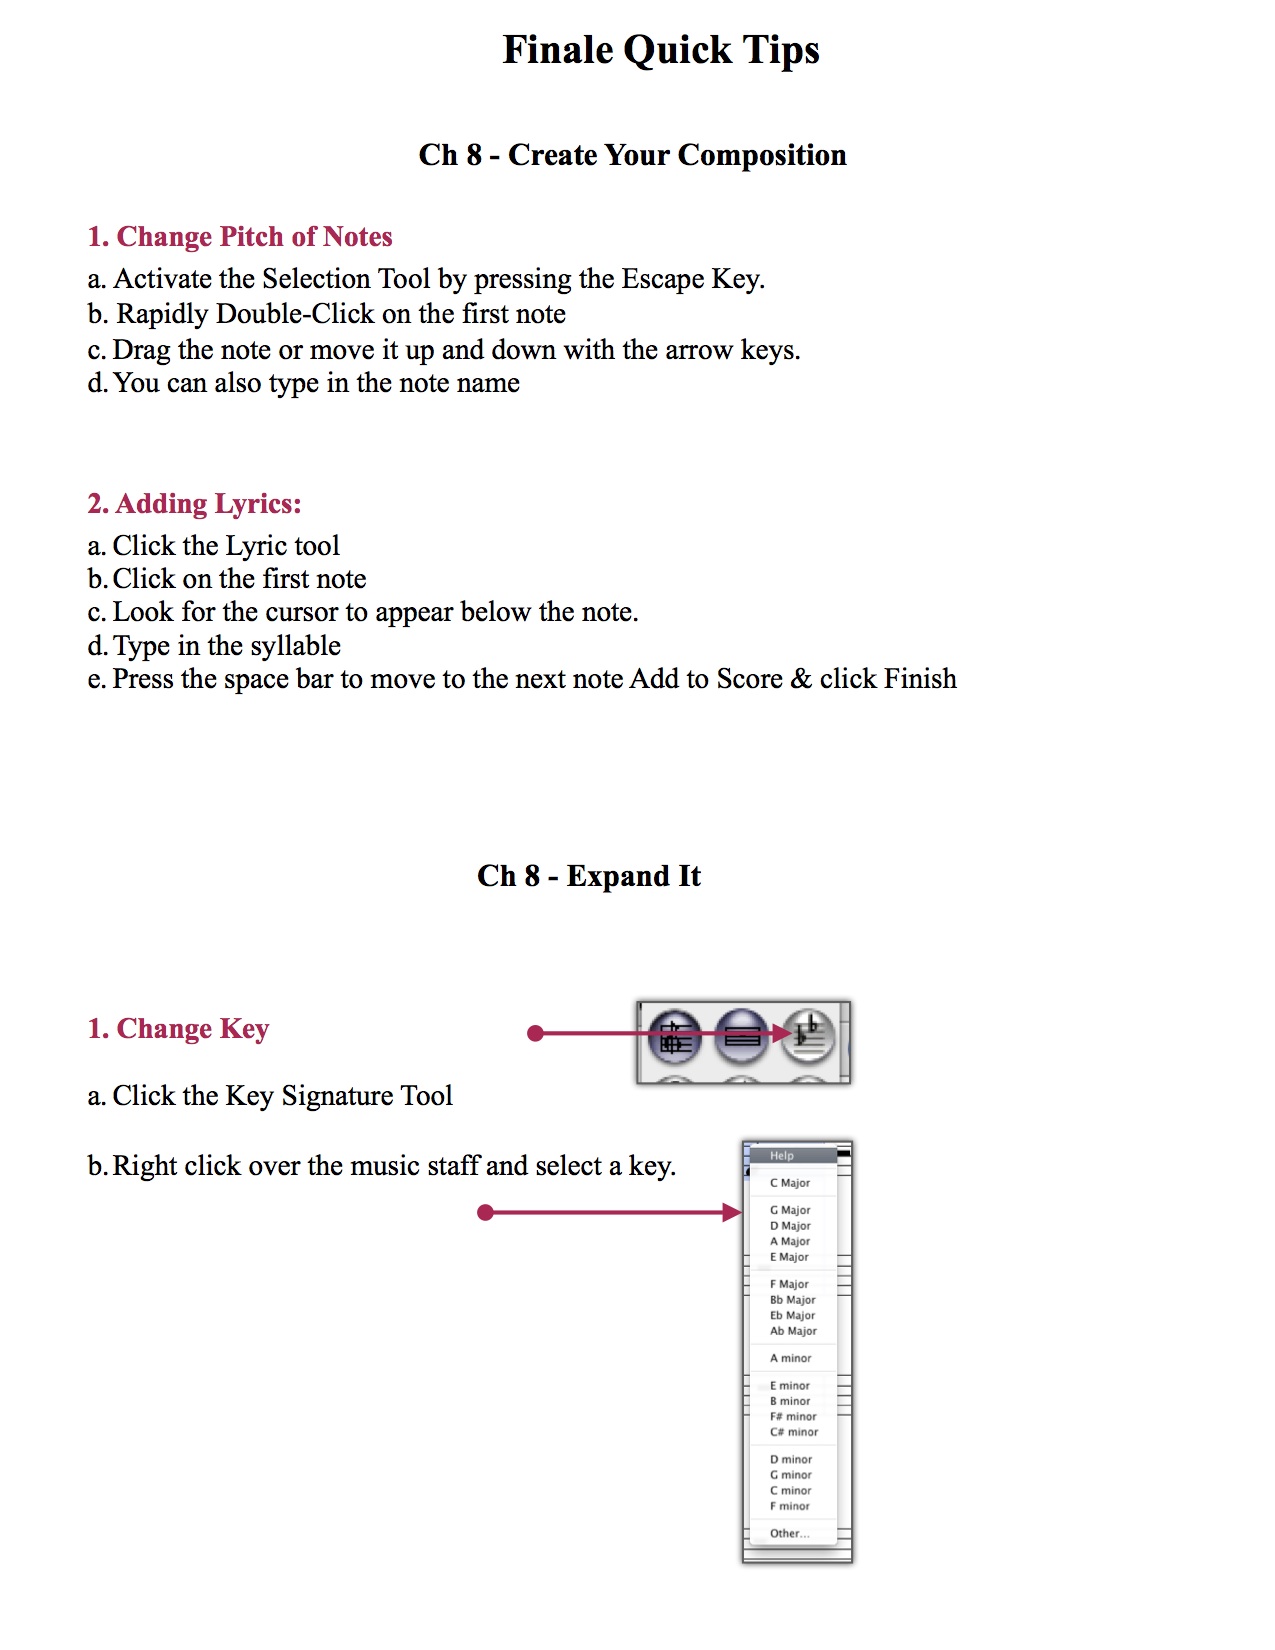 Finale Quick Tips
Ch 8 - Create Your Composition
1. Change Pitch of Notes
a. Activate the Selection Tool by pressing the Escape Key.
b. Rapidly Double-Click on the first note
c. Drag the note or move it up and down with the arrow keys.
d. You can also type in the note name
2. Adding Lyrics:
a. Click the Lyric tool
b. Click on the first note
c. Look for the cursor to appear below the note.
d. Type in the syllable
e. Press the space bar to move to the next note Add to Score & click Finish
Ch 8 - Expand It
1. Change Key
a. Click the Key Signature Tool
b. Right click over the music staff and select a key.
Help
C Major
G Major
D Major
A Major
E Major
F Major
Bb Major
Eb Major
Ab Major
A minor
E minor
B minor
F# minor
C# minor
D minor
G minor
C minor
F minor
Other...